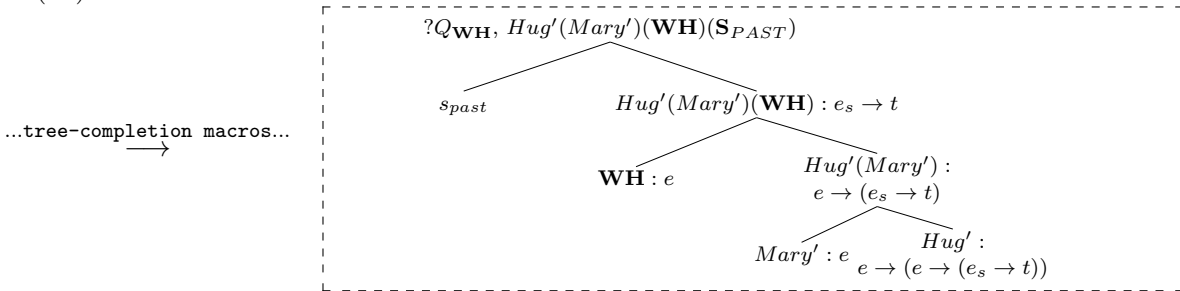 ?Q_WH, Hug′(Mary′)(WH)(S_PAST)
s_past
Hug′(Mary′)(WH) : e_s → t
...tree-completion macros...
⟶
WH : e
Hug′(Mary′) :
e → (e_s → t)
Mary′ : e
Hug′ :
e → (e → (e_s → t))